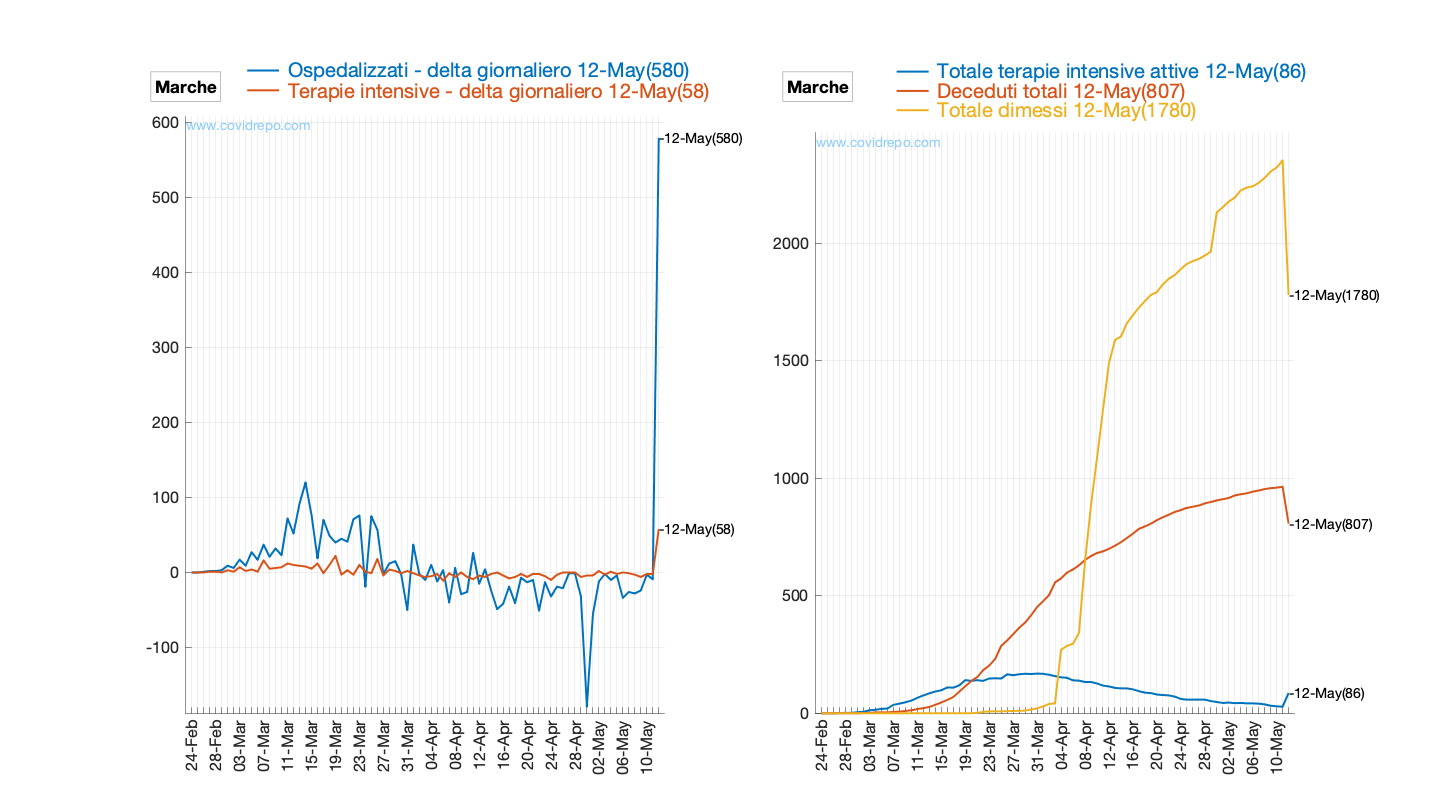 Marche
Ospedalizzati - delta giornaliero 12-May(580)
Terapie intensive - delta giornaliero 12-May(58)
www.covidrepo.com
600
500
400
300
200
100
0
-100
12-May(580)
12-May(58)
24-Feb
28-Feb
03-Mar
07-Mar
11-Mar
15-Mar
19-Mar
23-Mar
27-Mar
31-Mar
04-Apr
08-Apr
12-Apr
16-Apr
20-Apr
24-Apr
28-Apr
02-May
06-May
10-May
Marche
Totale terapie intensive attive 12-May(86)
Deceduti totali 12-May(807)
Totale dimessi 12-May(1780)
www.covidrepo.com
2000
1500
1000
500
0
12-May(1780)
12-May(807)
12-May(86)
24-Feb
28-Feb
03-Mar
07-Mar
11-Mar
15-Mar
19-Mar
23-Mar
27-Mar
31-Mar
04-Apr
08-Apr
12-Apr
16-Apr
20-Apr
24-Apr
28-Apr
02-May
06-May
10-May